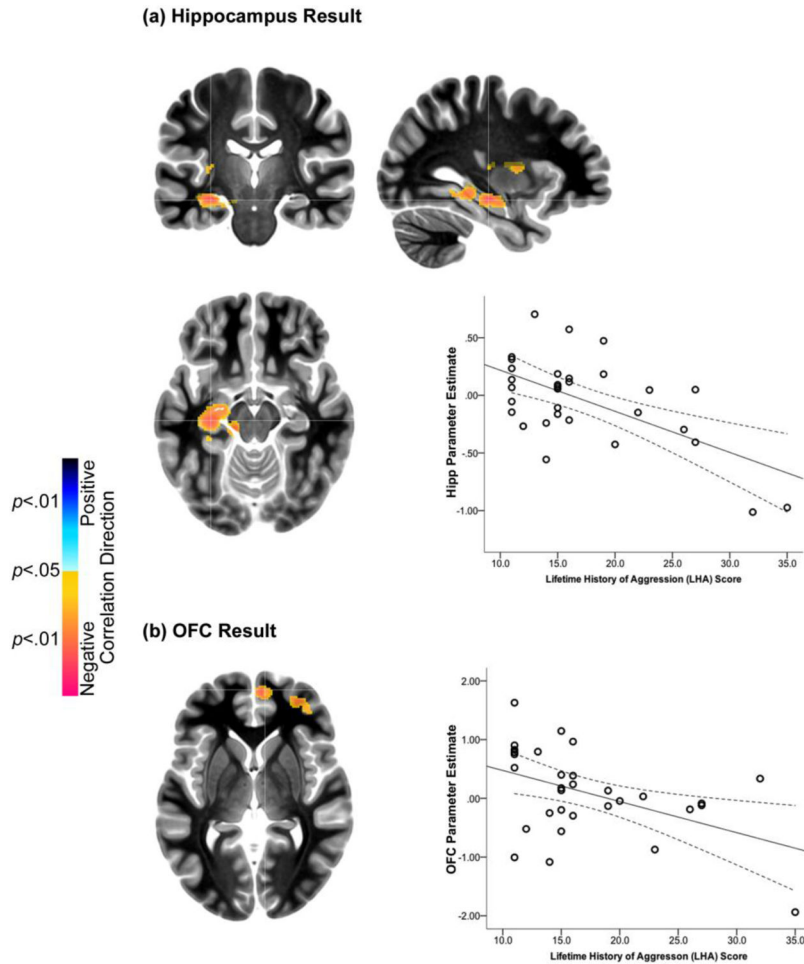 (a) Hippocampus Result
.50
.00
-.50
-1.00
Hipp Parameter Estimate
10.0 15.0 20.0 25.0 30.0 35.0
Lifetime History of Aggression (LHA) Score
p<.01
p<.05
p<.01
Positive
Negative
Correlation Direction
(b) OFC Result
2.00
1.00
.00
-1.00
-2.00
OFC Parameter Estimate
10.0 15.0 20.0 25.0 30.0 35.0
Lifetime History of Aggresson (LHA) Score